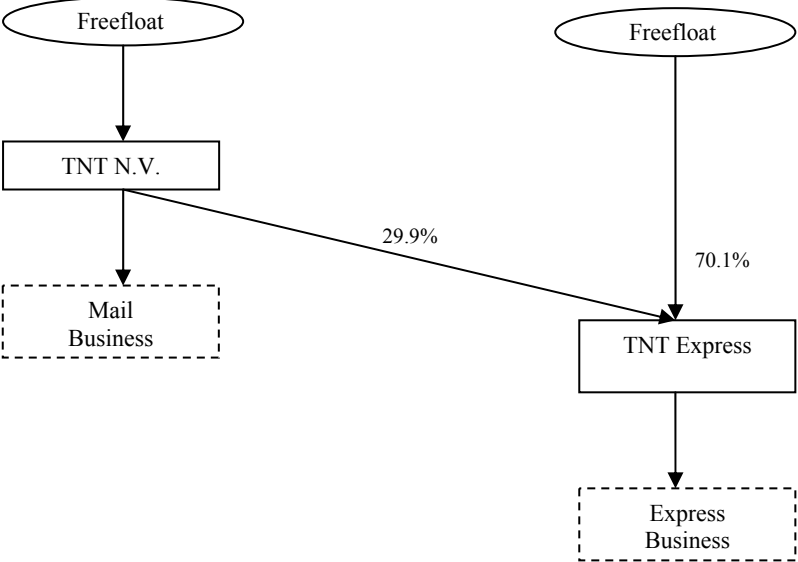 Freefloat
Freefloat
TNT N.V.
29.9%
70.1%
Mail
Business
TNT Express
Express
Business